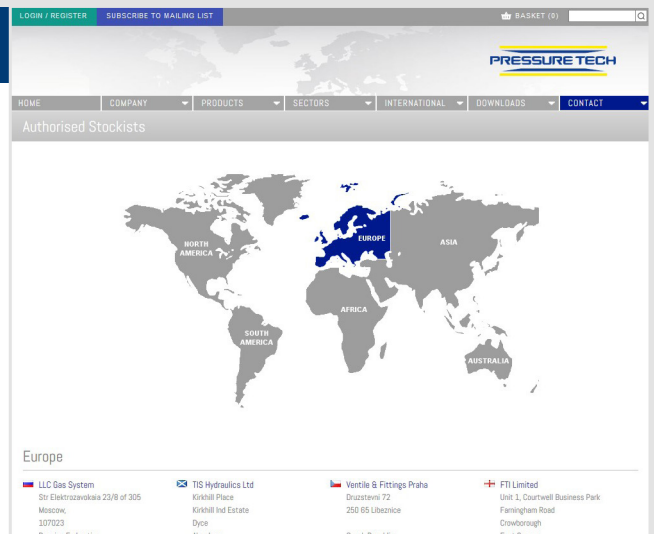 LOGIN / REGISTER
SUBSCRIBE TO MAILING LIST
BASKET (0)
PRESSURE TECH
HOME
COMPANY
PRODUCTS
SECTORS
INTERNATIONAL
DOWNLOADS
CONTACT
Authorised Stockists
NORTH
AMERICA
EUROPE
ASIA
AFRICA
SOUTH
AMERICA
AUSTRALIA
Europe
LLC Gas System
Str Elektrozavokaia 23/8 of 305
Moscow,
107023
TIS Hydraulics Ltd
Kirkhill Place
Kirkhill Ind Estate
Dyce
Ventile & Fittings Praha
Druzstevni 72
250 65 Libeznice
FTI Limited
Unit 1, Courtwell Business Park
Farningham Road
Crowborough